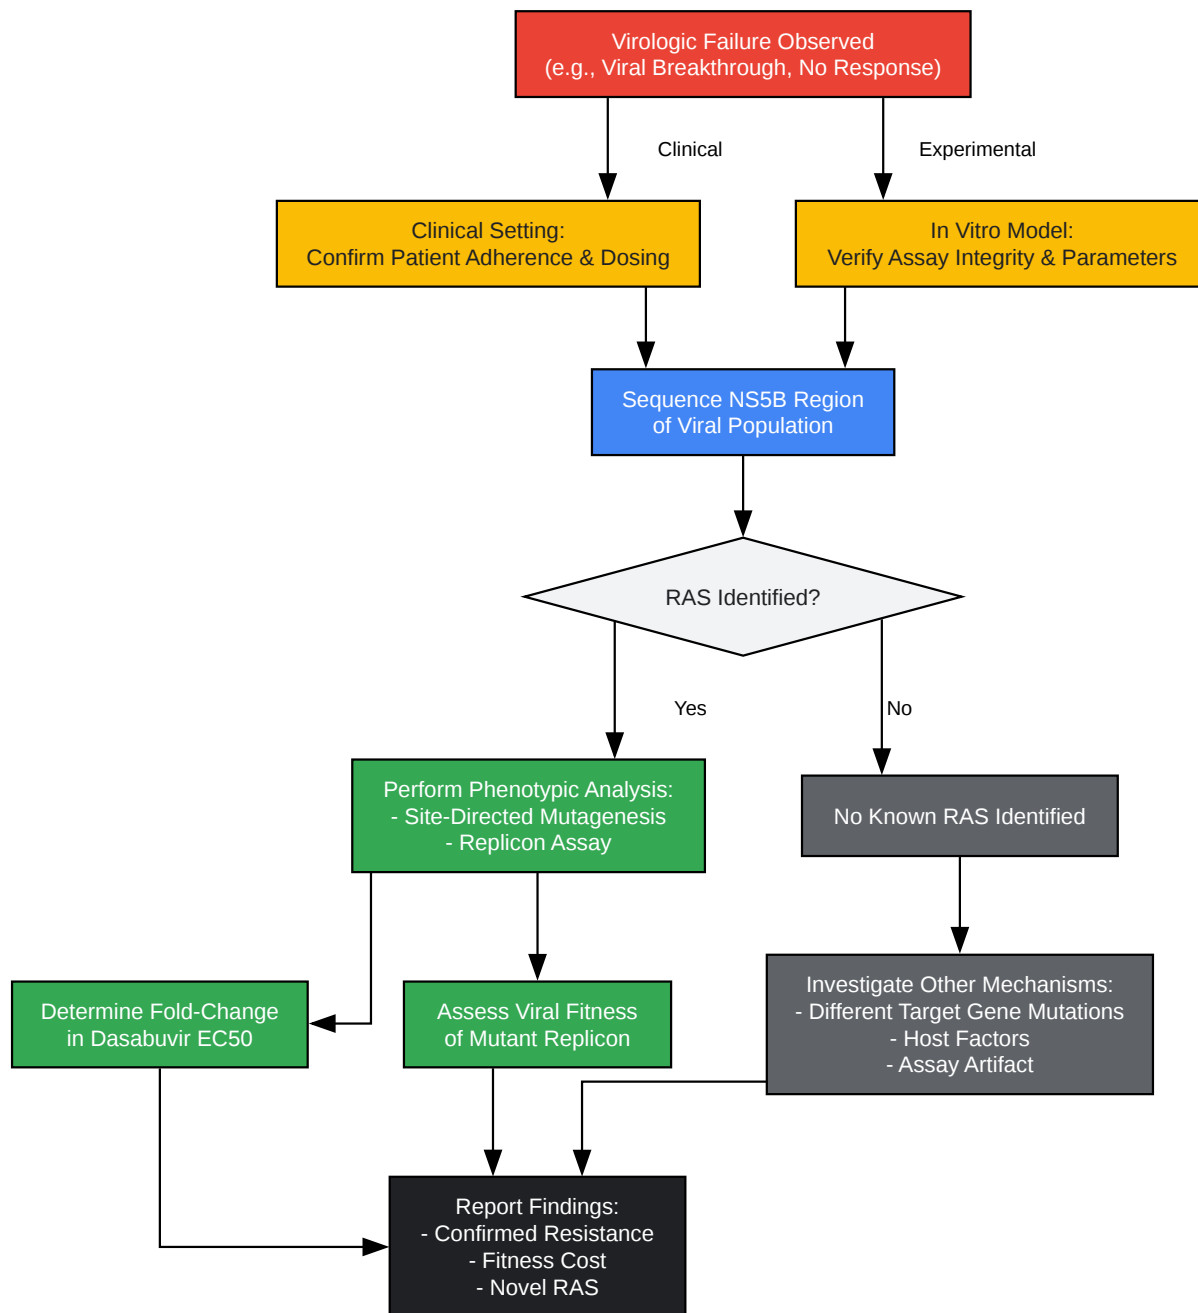 Virologic Failure Observed
(e.g., Viral Breakthrough, No Response)
Clinical
Experimental
Clinical Setting:
Confirm Patient Adherence & Dosing
In Vitro Model:
Verify Assay Integrity & Parameters
Sequence NS5B Region
of Viral Population
RAS Identified?
Yes
No
Perform Phenotypic Analysis:
- Site-Directed Mutagenesis
- Replicon Assay
No Known RAS Identified
Determine Fold-Change
in Dasabuvir EC50
Assess Viral Fitness
of Mutant Replicon
Investigate Other Mechanisms:
- Different Target Gene Mutations
- Host Factors
- Assay Artifact
Report Findings:
- Confirmed Resistance
- Fitness Cost
- Novel RAS